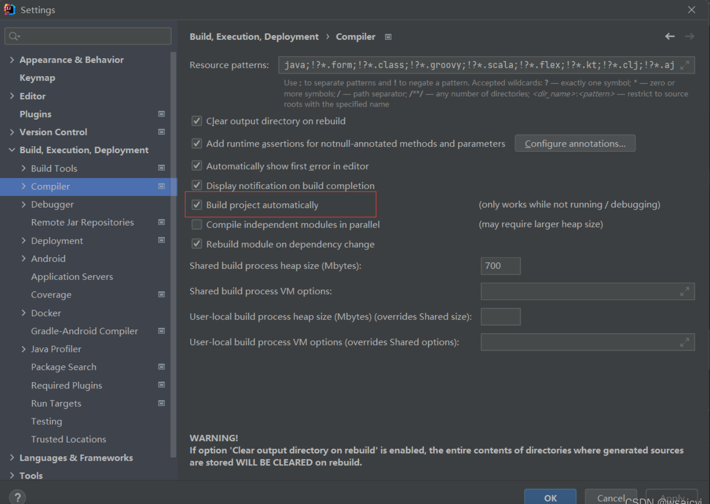 Settings
Build, Execution, Deployment › Compiler
Appearance & Behavior
Keymap
Editor
Plugins
Version Control
Build, Execution, Deployment
Build Tools
Compiler
Debugger
Remote Jar Repositories
Deployment
Android
Application Servers
Coverage
Docker
Gradle-Android Compiler
Java Profiler
Package Search
Required Plugins
Run Targets
Testing
Trusted Locations
Languages & Frameworks
Tools
Resource patterns: java;!?*.form;!?*.class;!?*.groovy;!?*.scala;!?*.flex;!?*.kt;!?*.clj;!?*.aj
Use ; to separate patterns and ! to negate a pattern. Accepted wildcards: ? — exactly one symbol; * — zero or
more symbols; / — path separator; /**/ — any number of directories; <dir_name>:<pattern> — restrict to source
roots with the specified name
Clear output directory on rebuild
Add runtime assertions for notnull-annotated methods and parameters Configure annotations...
Automatically show first error in editor
Display notification on build completion
Build project automatically (only works while not running / debugging)
Compile independent modules in parallel (may require larger heap size)
Rebuild module on dependency change
Shared build process heap size (Mbytes): 700
Shared build process VM options:
User-local build process heap size (Mbytes) (overrides Shared size):
User-local build process VM options (overrides Shared options):
WARNING!
If option 'Clear output directory on rebuild' is enabled, the entire contents of directories where generated sources
are stored WILL BE CLEARED on rebuild.
? OK Cancel Apply
CSDN @wsaicyj